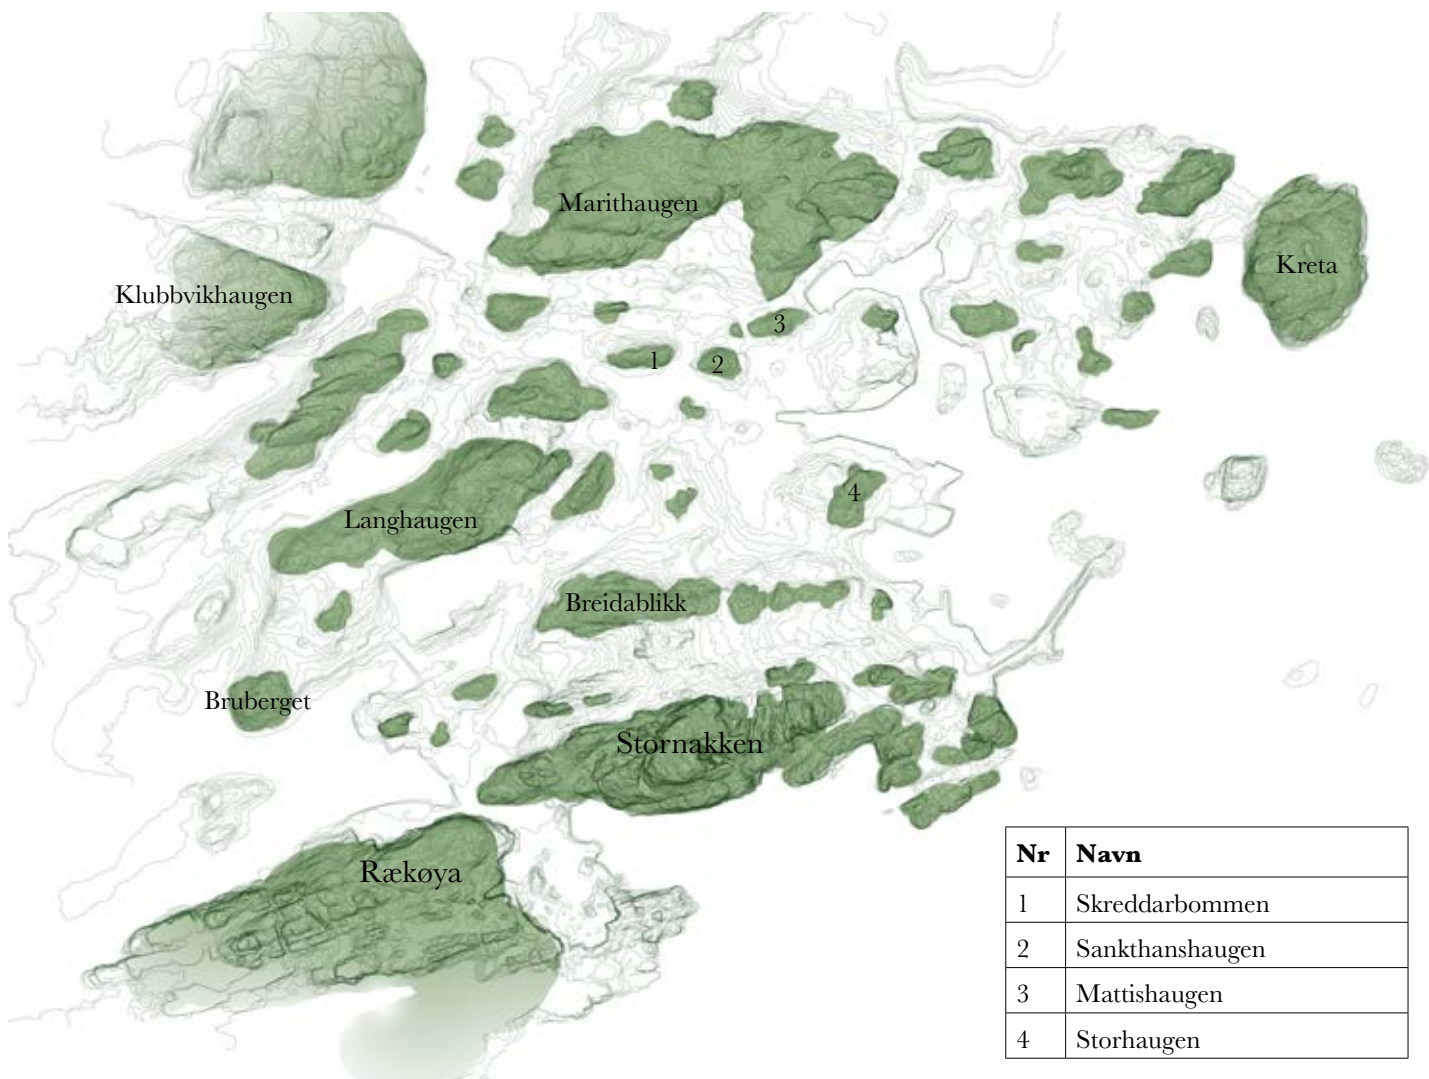 Marithaugen
Kreta
Klubbvikhaugen
3
1
2
4
Langhaugen
Breidablikk
Bruberget
Stornakken
Rækøya
Nr Navn
1 Skreddarbommen
2 Sankthanshaugen
3 Mattishaugen
4 Storhaugen